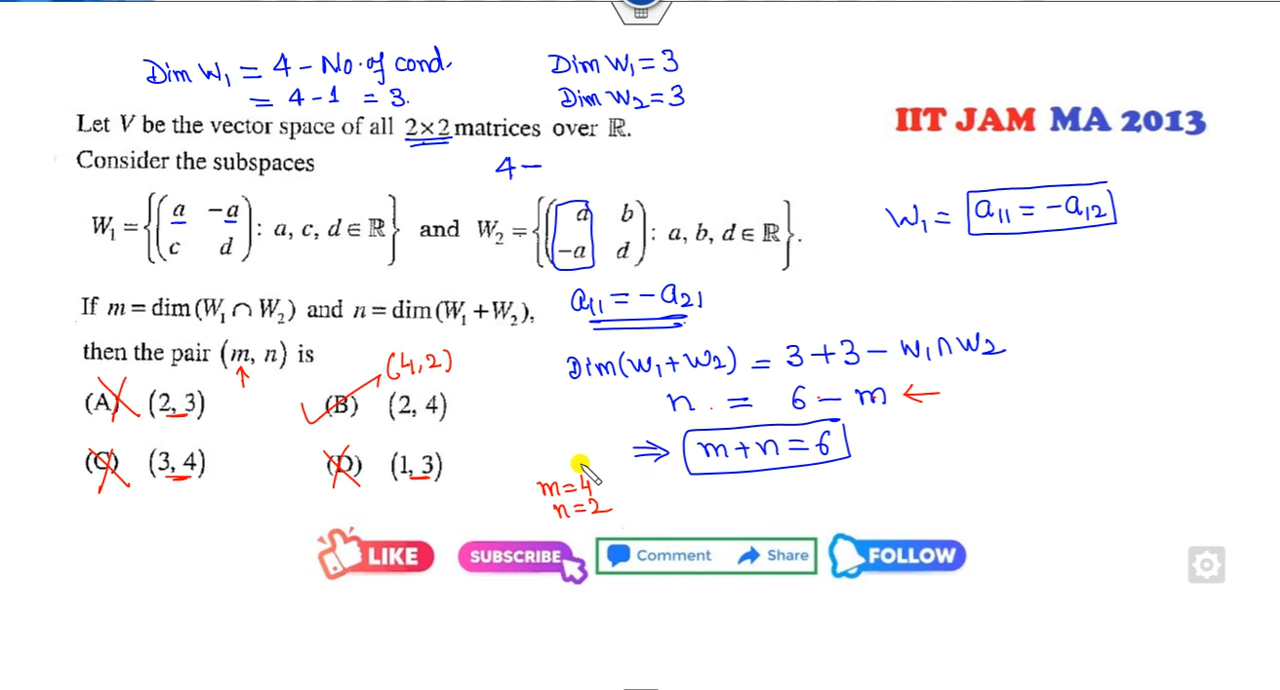 Dim W₁ = 4 - No. of cond.
= 4 - 1 = 3.
Dim W₁ = 3
Dim W₂ = 3
Let V be the vector space of all 2×2 matrices over ℝ.
IIT JAM MA 2013
Consider the subspaces
4 -
W₁ = {(a -a; c d) : a, c, d ∈ ℝ} and W₂ = {(a b; -a d) : a, b, d ∈ ℝ}.
W₁ = a₁₁ = -a₁₂
If m = dim(W₁ ∩ W₂) and n = dim(W₁ + W₂),
a₁₁ = -a₂₁
then the pair (m, n) is
(4,2)
Dim(W₁+W₂) = 3+3 - W₁∩W₂
(A) (2, 3)
(B) (2, 4)
n. = 6 - m ←
⇒ m+n = 6
(C) (3, 4)
(D) (1, 3)
m=4
n=2
LIKE
SUBSCRIBE
Comment
Share
FOLLOW